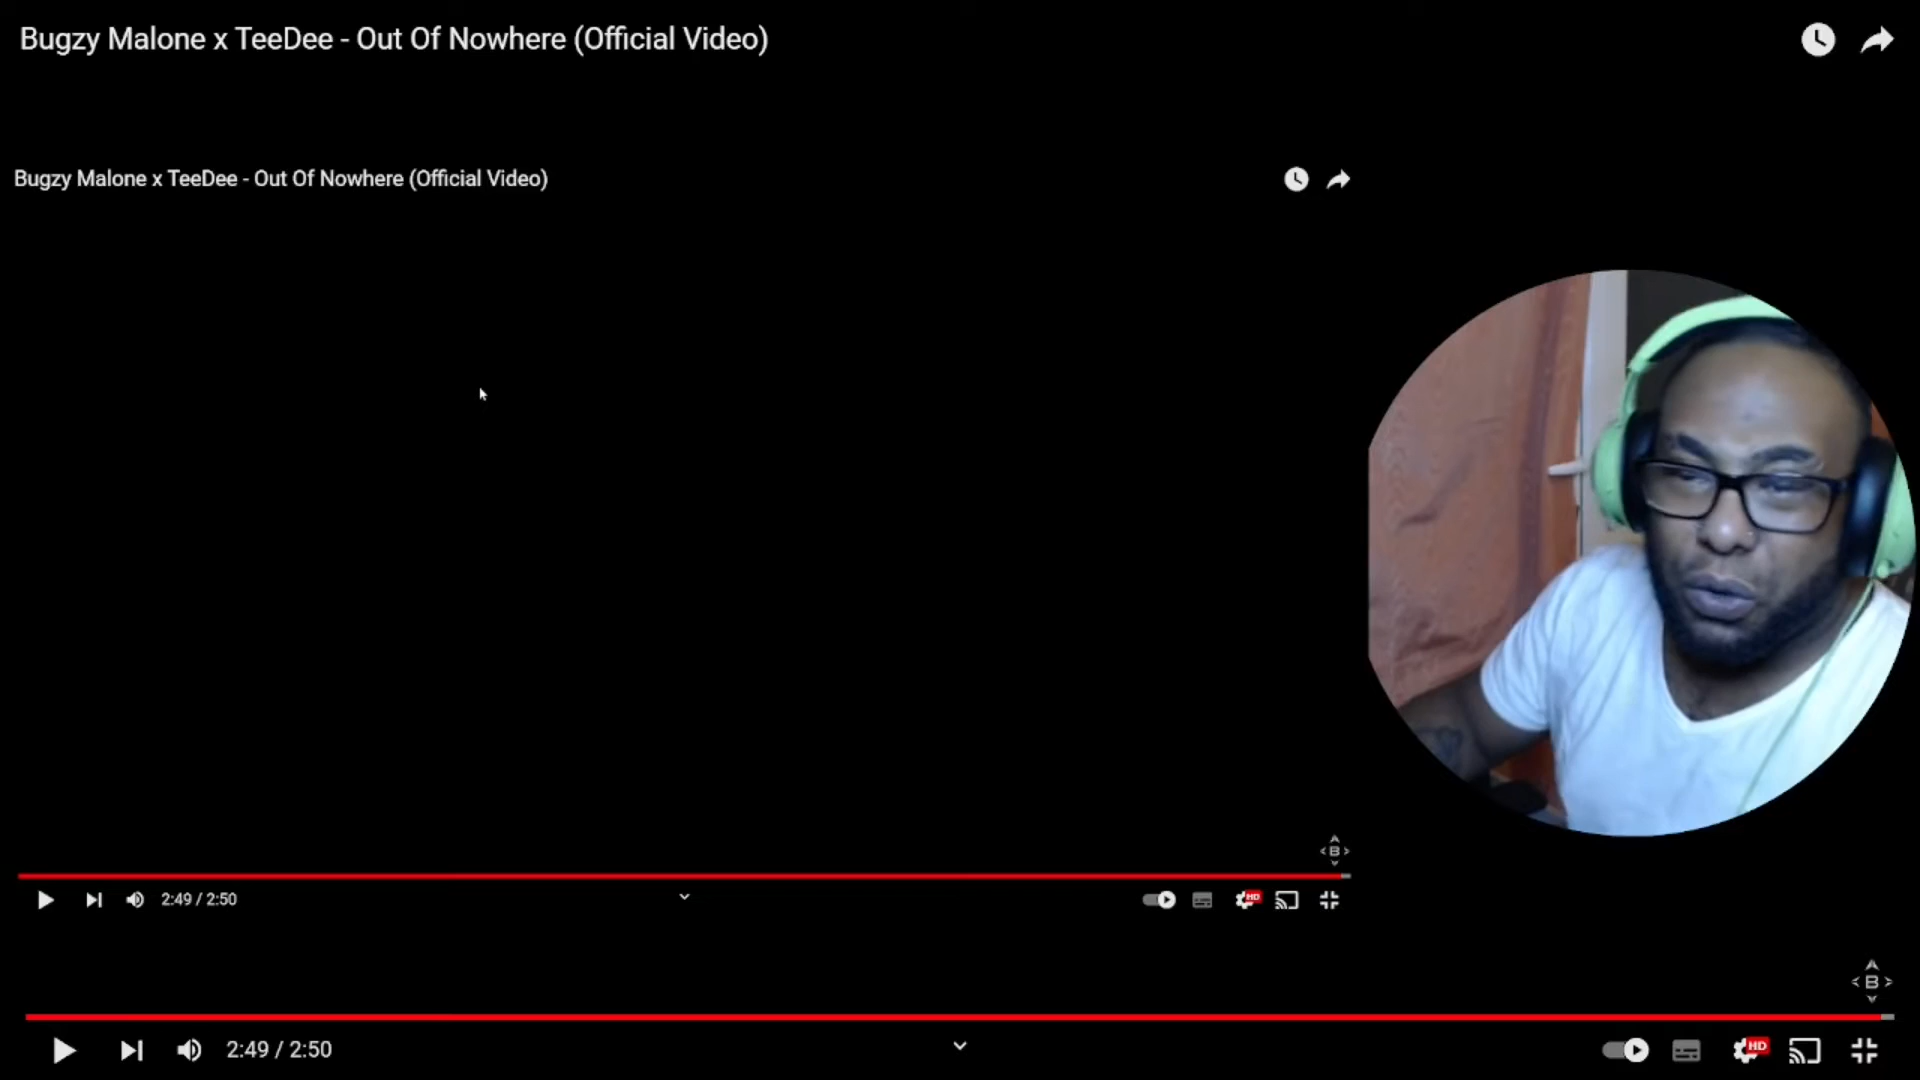 Bugzy Malone x TeeDee - Out Of Nowhere (Official Video)
Bugzy Malone x TeeDee - Out Of Nowhere (Official Video)
B
2:49 / 2:50
HD
B
2:49 / 2:50
HD